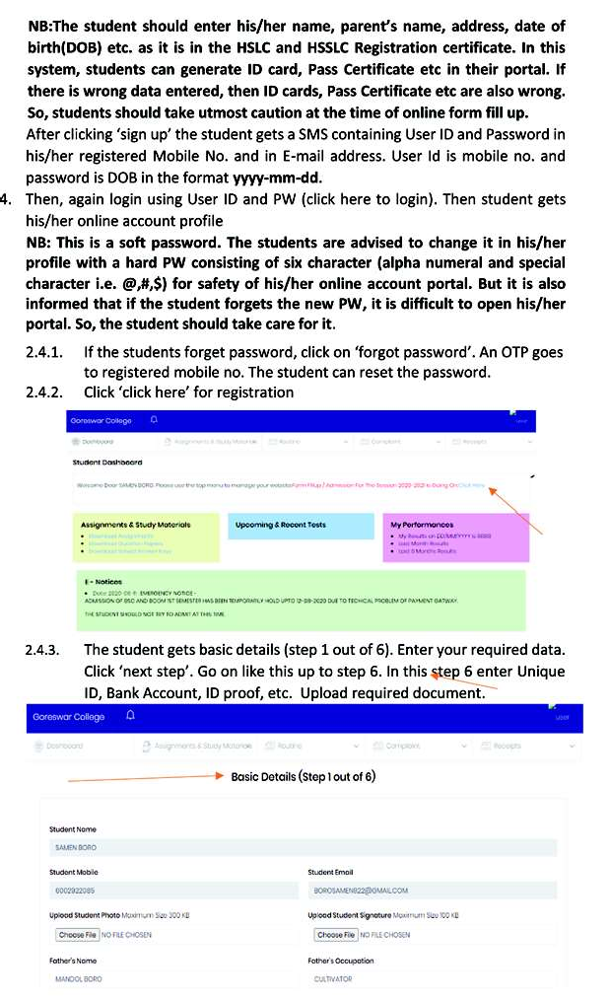 NB:The student should enter his/her name, parent's name, address, date of
birth(DOB) etc. as it is in the HSLC and HSSLC Registration certificate. In this
system, students can generate ID card, Pass Certificate etc in their portal. If
there is wrong data entered, then ID cards, Pass Certificate etc are also wrong.
So, students should take utmost caution at the time of online form fill up.
After clicking 'sign up' the student gets a SMS containing User ID and Password in
his/her registered Mobile No. and in E-mail address. User Id is mobile no. and
password is DOB in the format yyyy-mm-dd.
4. Then, again login using User ID and PW (click here to login). Then student gets
his/her online account profile
NB: This is a soft password. The students are advised to change it in his/her
profile with a hard PW consisting of six character (alpha numeral and special
character i.e. @,#,$) for safety of his/her online account portal. But it is also
informed that if the student forgets the new PW, it is difficult to open his/her
portal. So, the student should take care for it.
2.4.1. If the students forget password, click on 'forgot password'. An OTP goes
to registered mobile no. The student can reset the password.
2.4.2. Click 'click here' for registration
Goreswar College
User
Dashboard Assignments & Study Materials Routine Complaint Receipts
Student Dashboard
Welcome Dear SAMEN BORO. Please use the top menu to manage your website Form Fillup / Admission For The Session 2020-2021 is Going On Click Here
Assignments & Study Materials Upcoming & Recent Tests My Performances
Download Assignments
My Results on DD/MM/YYYY is 8888
Last Month Results
Last 6 Months Results
E - Notices
EMERGENCY NOTICE-
ADMISSION OF BSC AND BCOM 1ST SEMESTER HAS BEEN TEMPORARILY HOLD UPTO 12-08-2020 DUE TO TECHICAL PROBLEM OF PAYMENT GATWAY.
THE STUDENT SHOULD NOT TRY TO ADMIT AT THIS TIME.
2.4.3. The student gets basic details (step 1 out of 6). Enter your required data.
Click 'next step'. Go on like this up to step 6. In this step 6 enter Unique
ID, Bank Account, ID proof, etc. Upload required document.
Goreswar College
User
Dashboard Assignments & Study Materials Routine Complaint Receipts
Basic Details (Step 1 out of 6)
Student Name
SAMEN BORO
Student Mobile Student Email
6002922085 BOROSAMEN822@GMAIL.COM
Upload Student Photo Maximum Size 300 KB Upload Student Signature Maximum Size 100 KB
Choose File NO FILE CHOSEN Choose File NO FILE CHOSEN
Father's Name Father's Occupation
MANDOL BORO CULTIVATOR